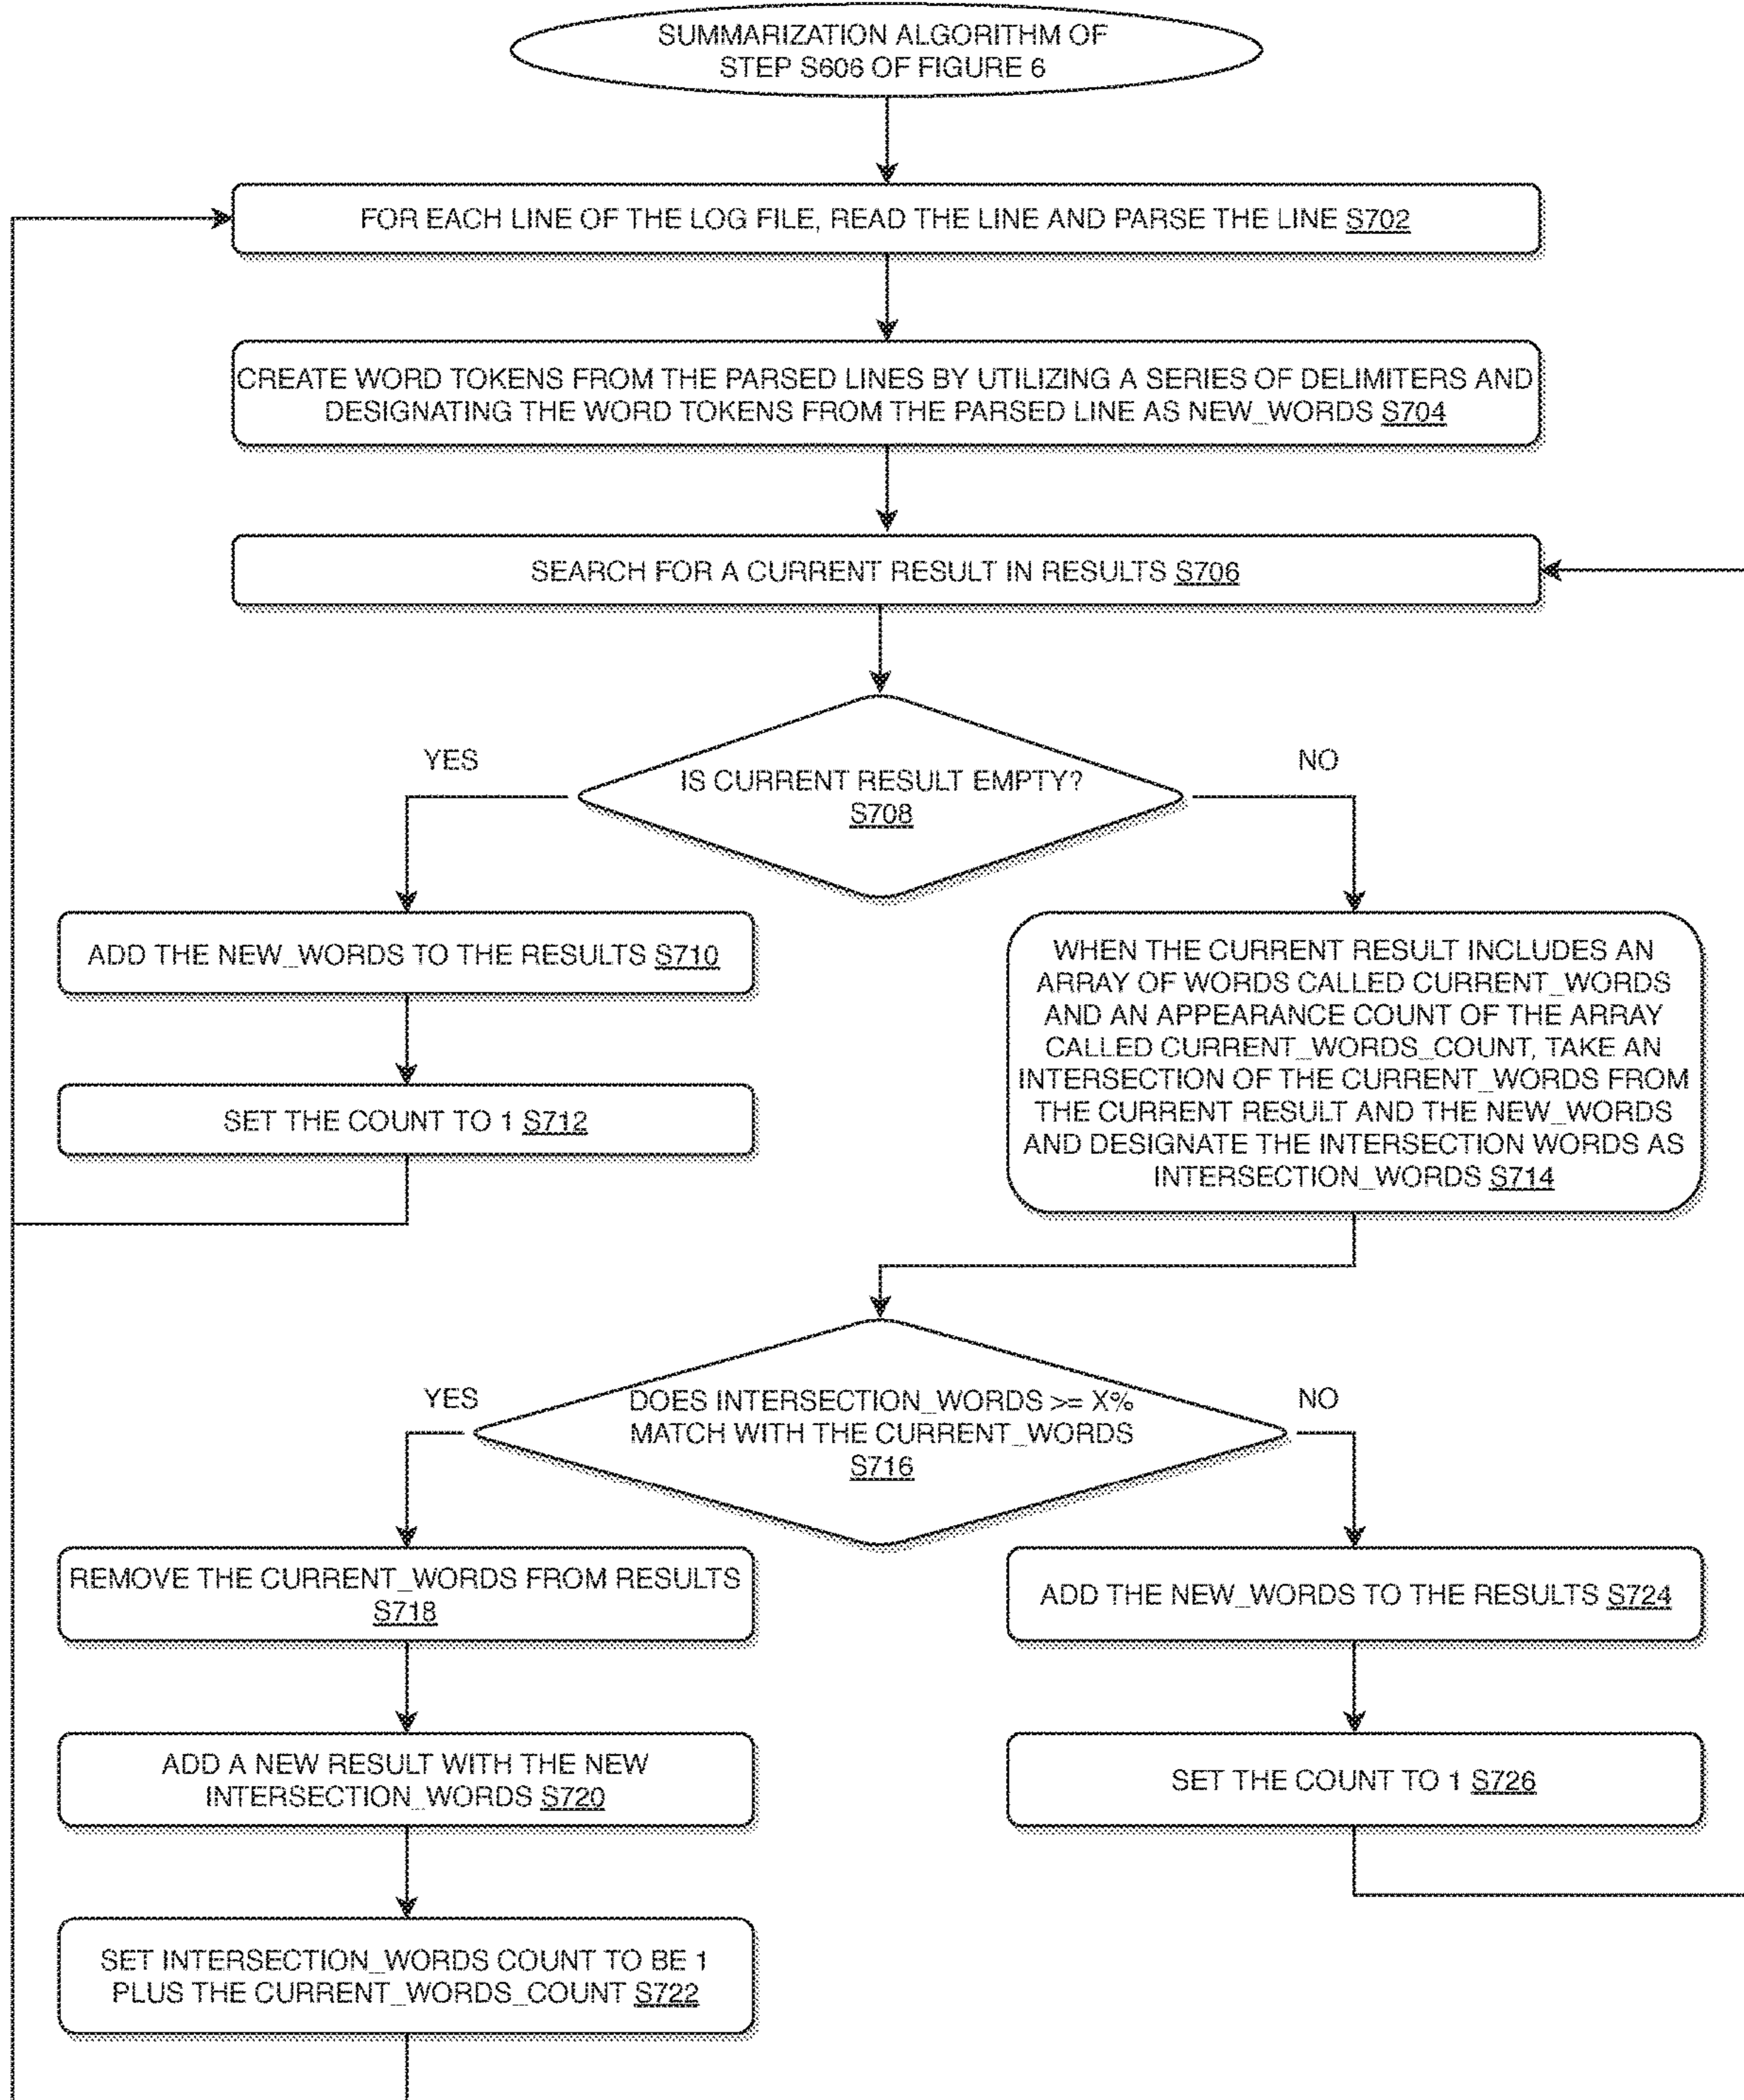 SUMMARIZATION ALGORITHM OF
STEP S606 OF FIGURE 6
FOR EACH LINE OF THE LOG FILE, READ THE LINE AND PARSE THE LINE S702
CREATE WORD TOKENS FROM THE PARSED LINES BY UTILIZING A SERIES OF DELIMITERS AND
DESIGNATING THE WORD TOKENS FROM THE PARSED LINE AS NEW_WORDS S704
SEARCH FOR A CURRENT RESULT IN RESULTS S706
YES
NO
IS CURRENT RESULT EMPTY?
S708
ADD THE NEW_WORDS TO THE RESULTS S710
SET THE COUNT TO 1 S712
WHEN THE CURRENT RESULT INCLUDES AN
ARRAY OF WORDS CALLED CURRENT_WORDS
AND AN APPEARANCE COUNT OF THE ARRAY
CALLED CURRENT_WORDS_COUNT, TAKE AN
INTERSECTION OF THE CURRENT_WORDS FROM
THE CURRENT RESULT AND THE NEW_WORDS
AND DESIGNATE THE INTERSECTION WORDS AS
INTERSECTION_WORDS S714
YES
NO
DOES INTERSECTION_WORDS >= X%
MATCH WITH THE CURRENT_WORDS
S716
REMOVE THE CURRENT_WORDS FROM RESULTS
S718
ADD A NEW RESULT WITH THE NEW
INTERSECTION_WORDS S720
SET INTERSECTION_WORDS COUNT TO BE 1
PLUS THE CURRENT_WORDS_COUNT S722
ADD THE NEW_WORDS TO THE RESULTS S724
SET THE COUNT TO 1 S726